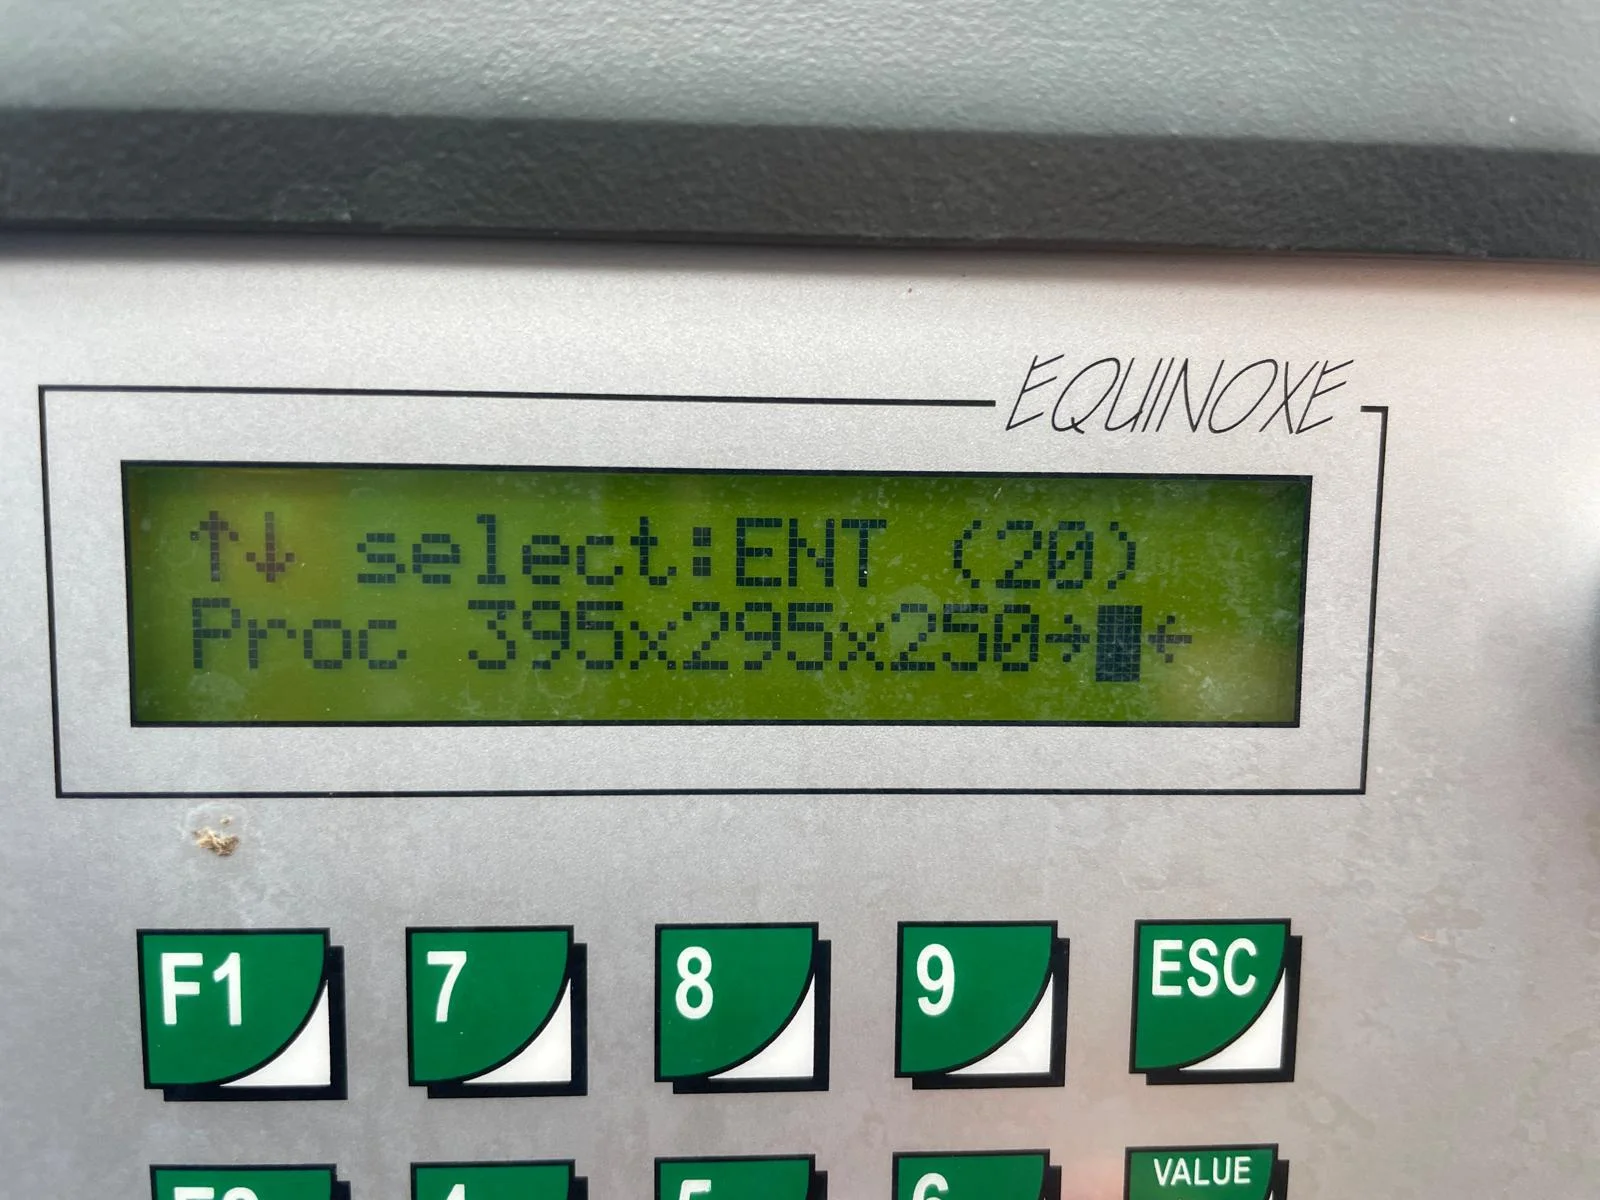 EQUINOXE
↑↓ select:ENT (20)
Proc 395x295x250→█←
F1 7 8 9 ESC
VALUE